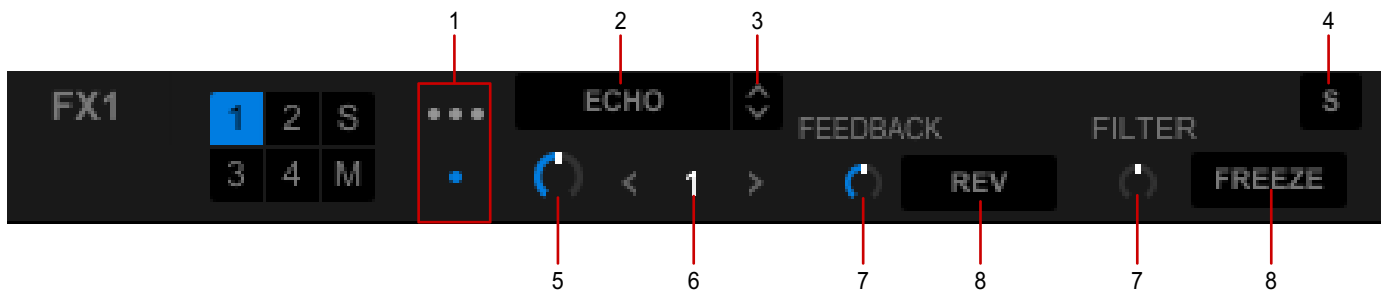 1 2 3 4
FX1 1 2 S ECHO S
FEEDBACK FILTER
3 4 M < 1 > REV FREEZE
5 6 7 8 7 8